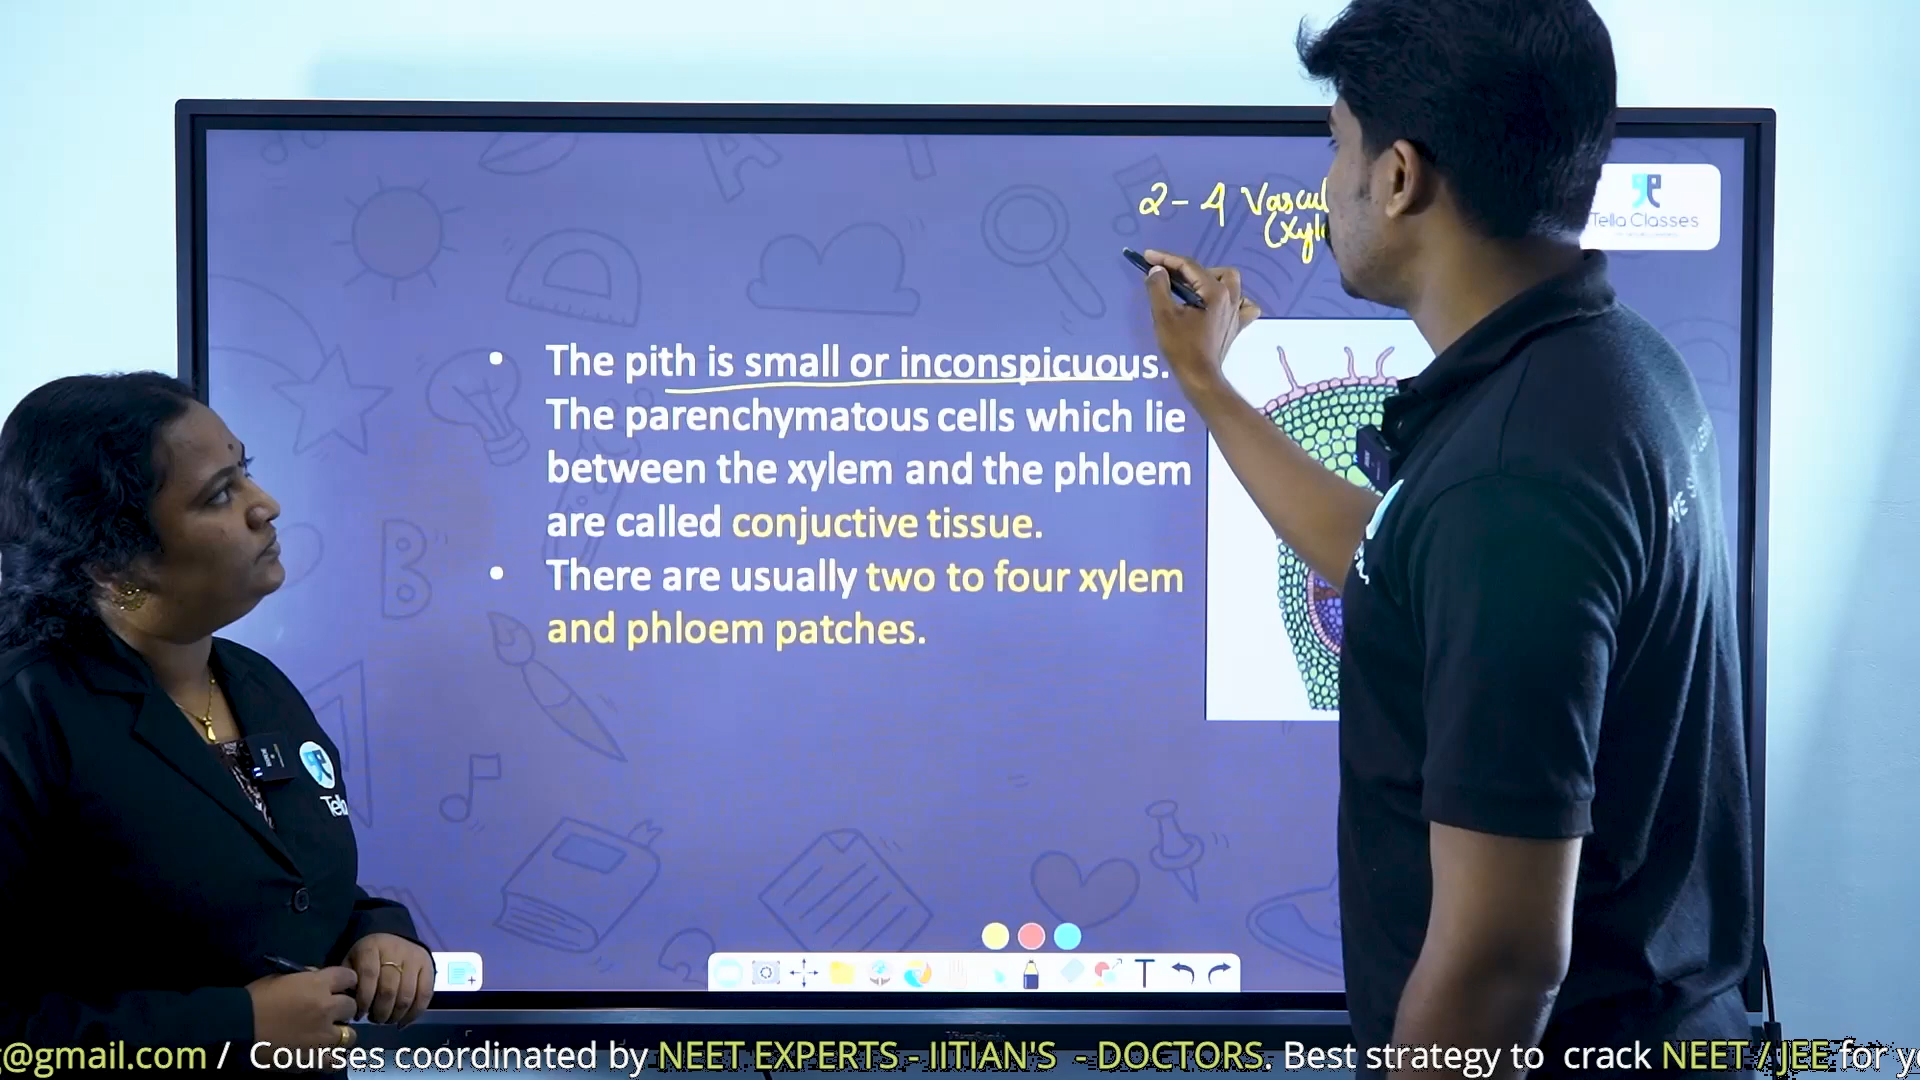 2 - 4
Tella Classes
• The pith is small or inconspicuous.
The parenchymatous cells which lie
between the xylem and the phloem
are called conjuctive tissue.
• There are usually two to four xylem
and phloem patches.
@gmail.com / Courses coordinated by NEET EXPERTS - IITIAN'S - DOCTORS. Best strategy to crack NEET / JEE for